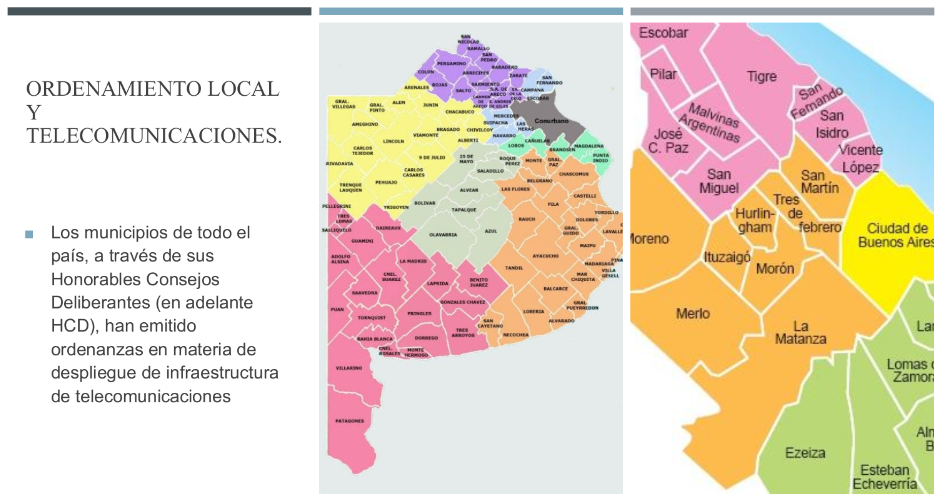 ORDENAMIENTO LOCAL
Y
TELECOMUNICACIONES.
Los municipios de todo el
país, a través de sus
Honorables Consejos
Deliberantes (en adelante
HCD), han emitido
ordenanzas en materia de
despliegue de infraestructura
de telecomunicaciones
SAN
NICOLAS
RAMALLO
SAN
PEDRO
BARADERO
PERGAMINO
COLON
ARRECIFES
ZARATE
SAN
FERNANDO
ROJAS
SALTO
CAMPANA
ESCOBAR
ARENALES
GRAL.
VILLEGAS
GRAL.
PINTO
ALEM
JUNIN
CHACABUCO
MERCEDES
SUIPACHA
Conurbano
AMEGHINO
LINCOLN
VIAMONTE
BRAGADO
CHIVILCOY
ALBERTI
NAVARRO
LAS
HERAS
LOBOS
CAÑUELAS
BRANDSEN
MAGDALENA
PUNTA
INDIO
CARLOS
TEJEDOR
RIVADAVIA
9 DE JULIO
25 DE
MAYO
ROQUE
PEREZ
MONTE
GRAL.
PAZ
CARLOS
CASARES
SALADILLO
CHASCOMUS
TRENQUE
LAUQUEN
PEHUAJO
BELGRANO
ALVEAR
LAS FLORES
CASTELLI
PELLEGRINI
YRIGOYEN
BOLIVAR
TAPALQUE
PILA
TORDILLO
TRES
LOMAS
DAIREAUX
RAUCH
DOLORES
SALLIQUELO
GUAMINI
OLAVARRIA
AZUL
GRAL.
GUIDO
LAVALLE
MAIPU
ADOLFO
ALSINA
LA MADRID
AYACUCHO
MADARIAGA
VILLA
GESELL
CNEL.
SUAREZ
LAPRIDA
BENITO
JUAREZ
TANDIL
MAR
CHIQUITA
SAAVEDRA
BALCARCE
PUAN
GONZALES CHAVEZ
GRAL.
PUEYRREDON
TORNQUIST
PRINGLES
LOBERIA
SAN
CAYETANO
ALVARADO
BAHIA BLANCA
DORREGO
TRES
ARROYOS
NECOCHEA
CNEL.
ROSALES
MONTE
HERMOSO
VILLARINO
PATAGONES
Escobar
Pilar
Tigre
San
Fernando
Malvinas
Argentinas
San
Isidro
José
C. Paz
Vicente
López
San
Miguel
San
Martín
Tres
de
febrero
Hurlin-
gham
Ciudad de
Buenos Aires
Moreno
Ituzaigó
Morón
Merlo
La
Matanza
Lan
Lomas d
Zamora
Ezeiza
Alm
B
Esteban
Echeverría